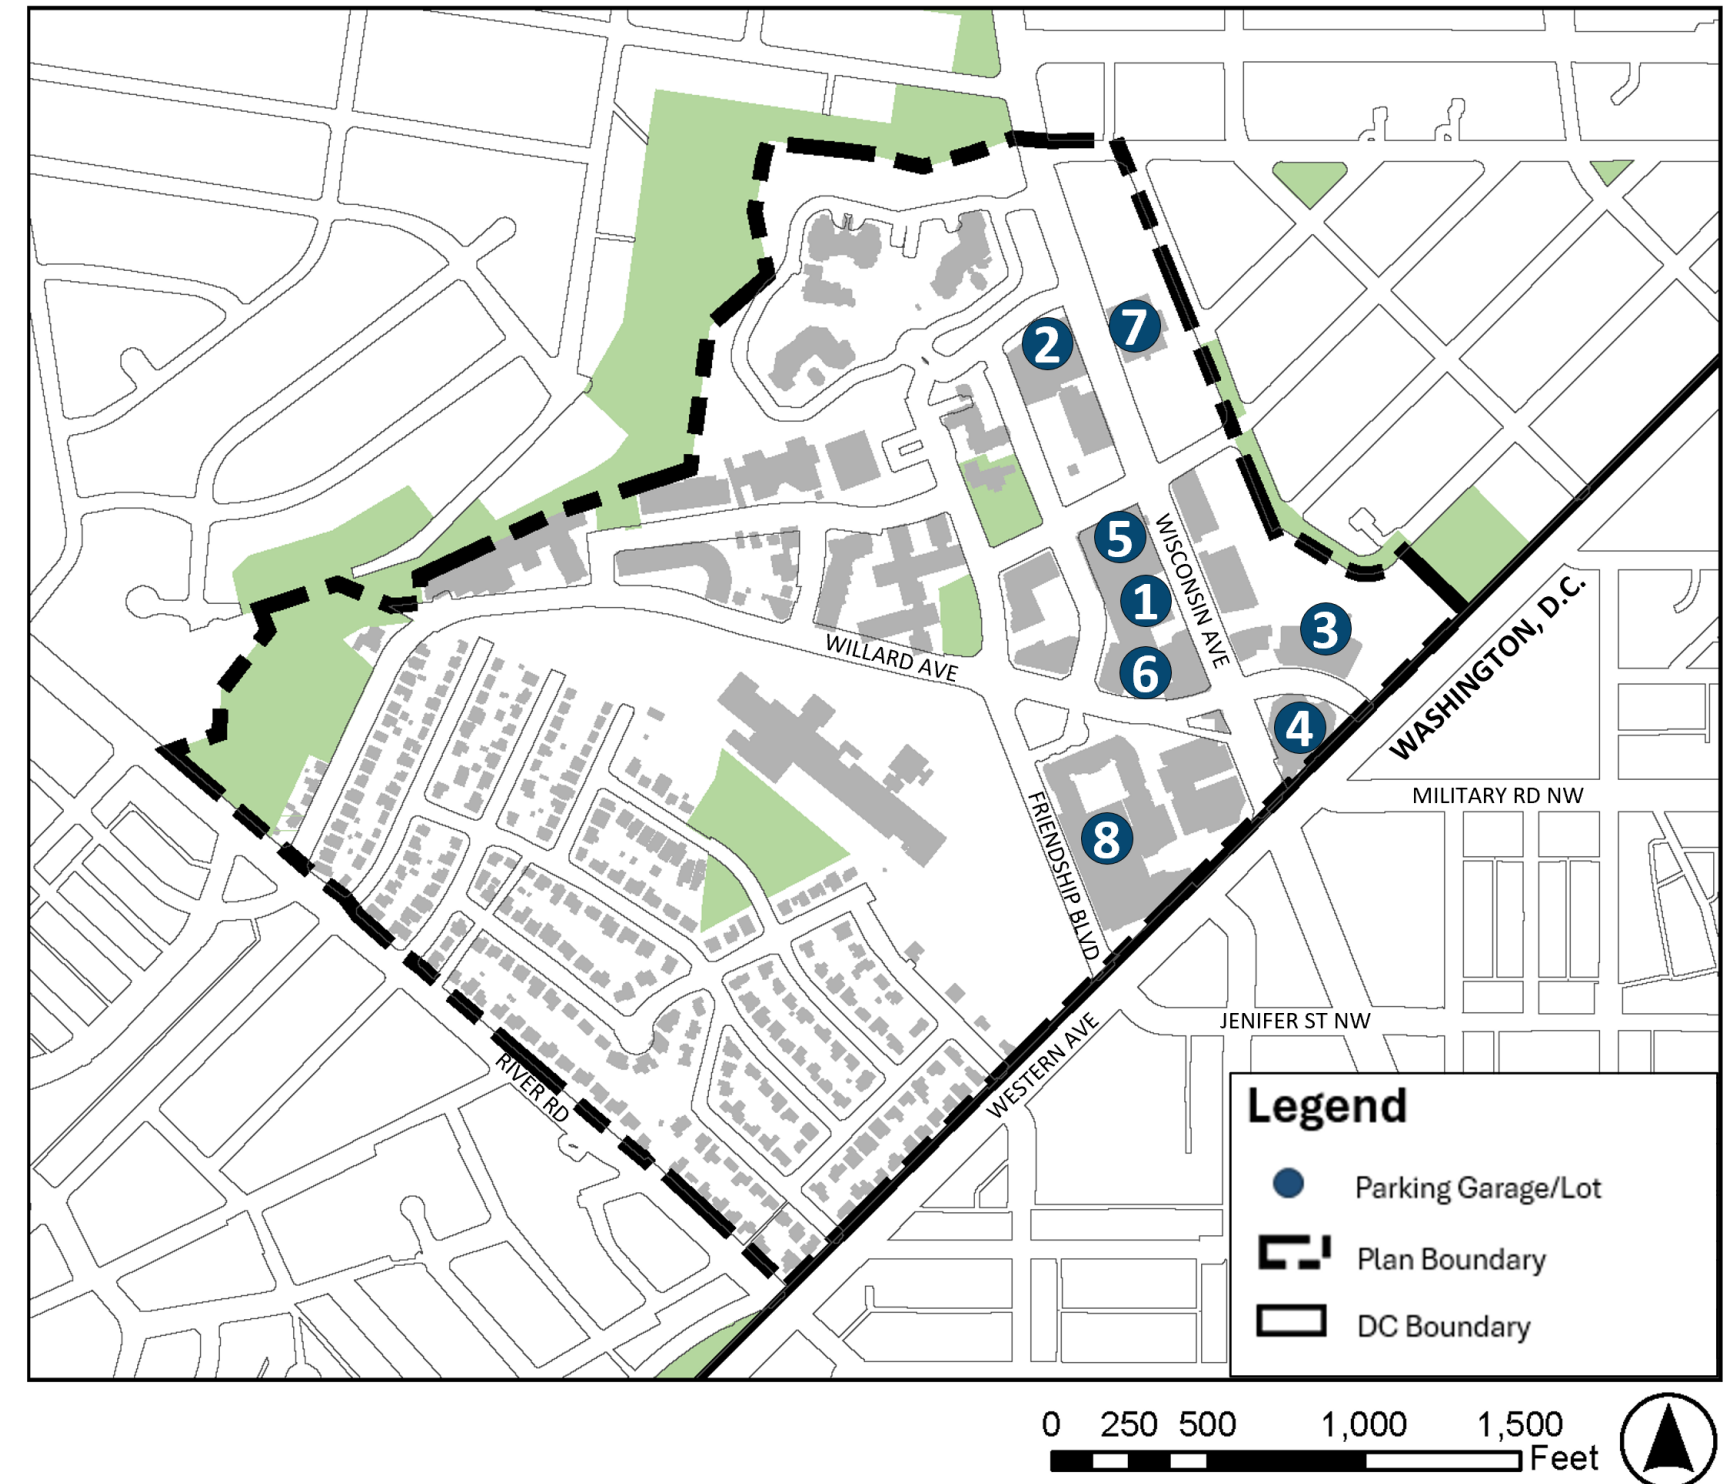 2
7
5
WISCONSIN AVE
1
3
6
WILLARD AVE
4
WASHINGTON, D.C.
MILITARY RD NW
8
FRIENDSHIP BLVD
JENIFER ST NW
WESTERN AVE
RIVER RD
Legend
Parking Garage/Lot
Plan Boundary
DC Boundary
0 250 500 1,000 1,500
Feet